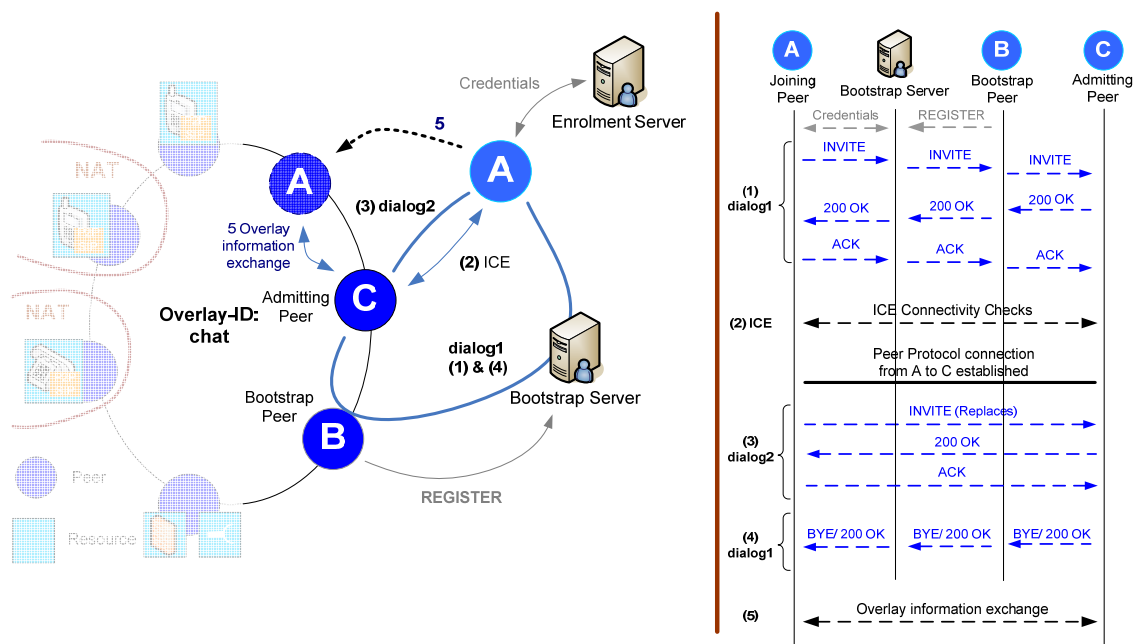 Credentials
Enrolment Server
5
A
A
NAT
(3) dialog2
5 Overlay
information
exchange
(2) ICE
C
Admitting
Peer
Overlay-ID:
chat
NAT
dialog1
(1) & (4)
Bootstrap Server
Bootstrap
Peer
B
REGISTER
Peer
Resource
A
B
C
Joining
Peer
Bootstrap Server
Bootstrap
Peer
Admitting
Peer
Credentials
REGISTER
INVITE
INVITE
INVITE
(1)
dialog1
200 OK
200 OK
200 OK
ACK
ACK
ACK
(2) ICE
ICE Connectivity Checks
Peer Protocol connection
from A to C established
INVITE (Replaces)
(3)
dialog2
200 OK
ACK
(4)
dialog1
BYE/ 200 OK
BYE/ 200 OK
BYE/ 200 OK
(5)
Overlay information exchange